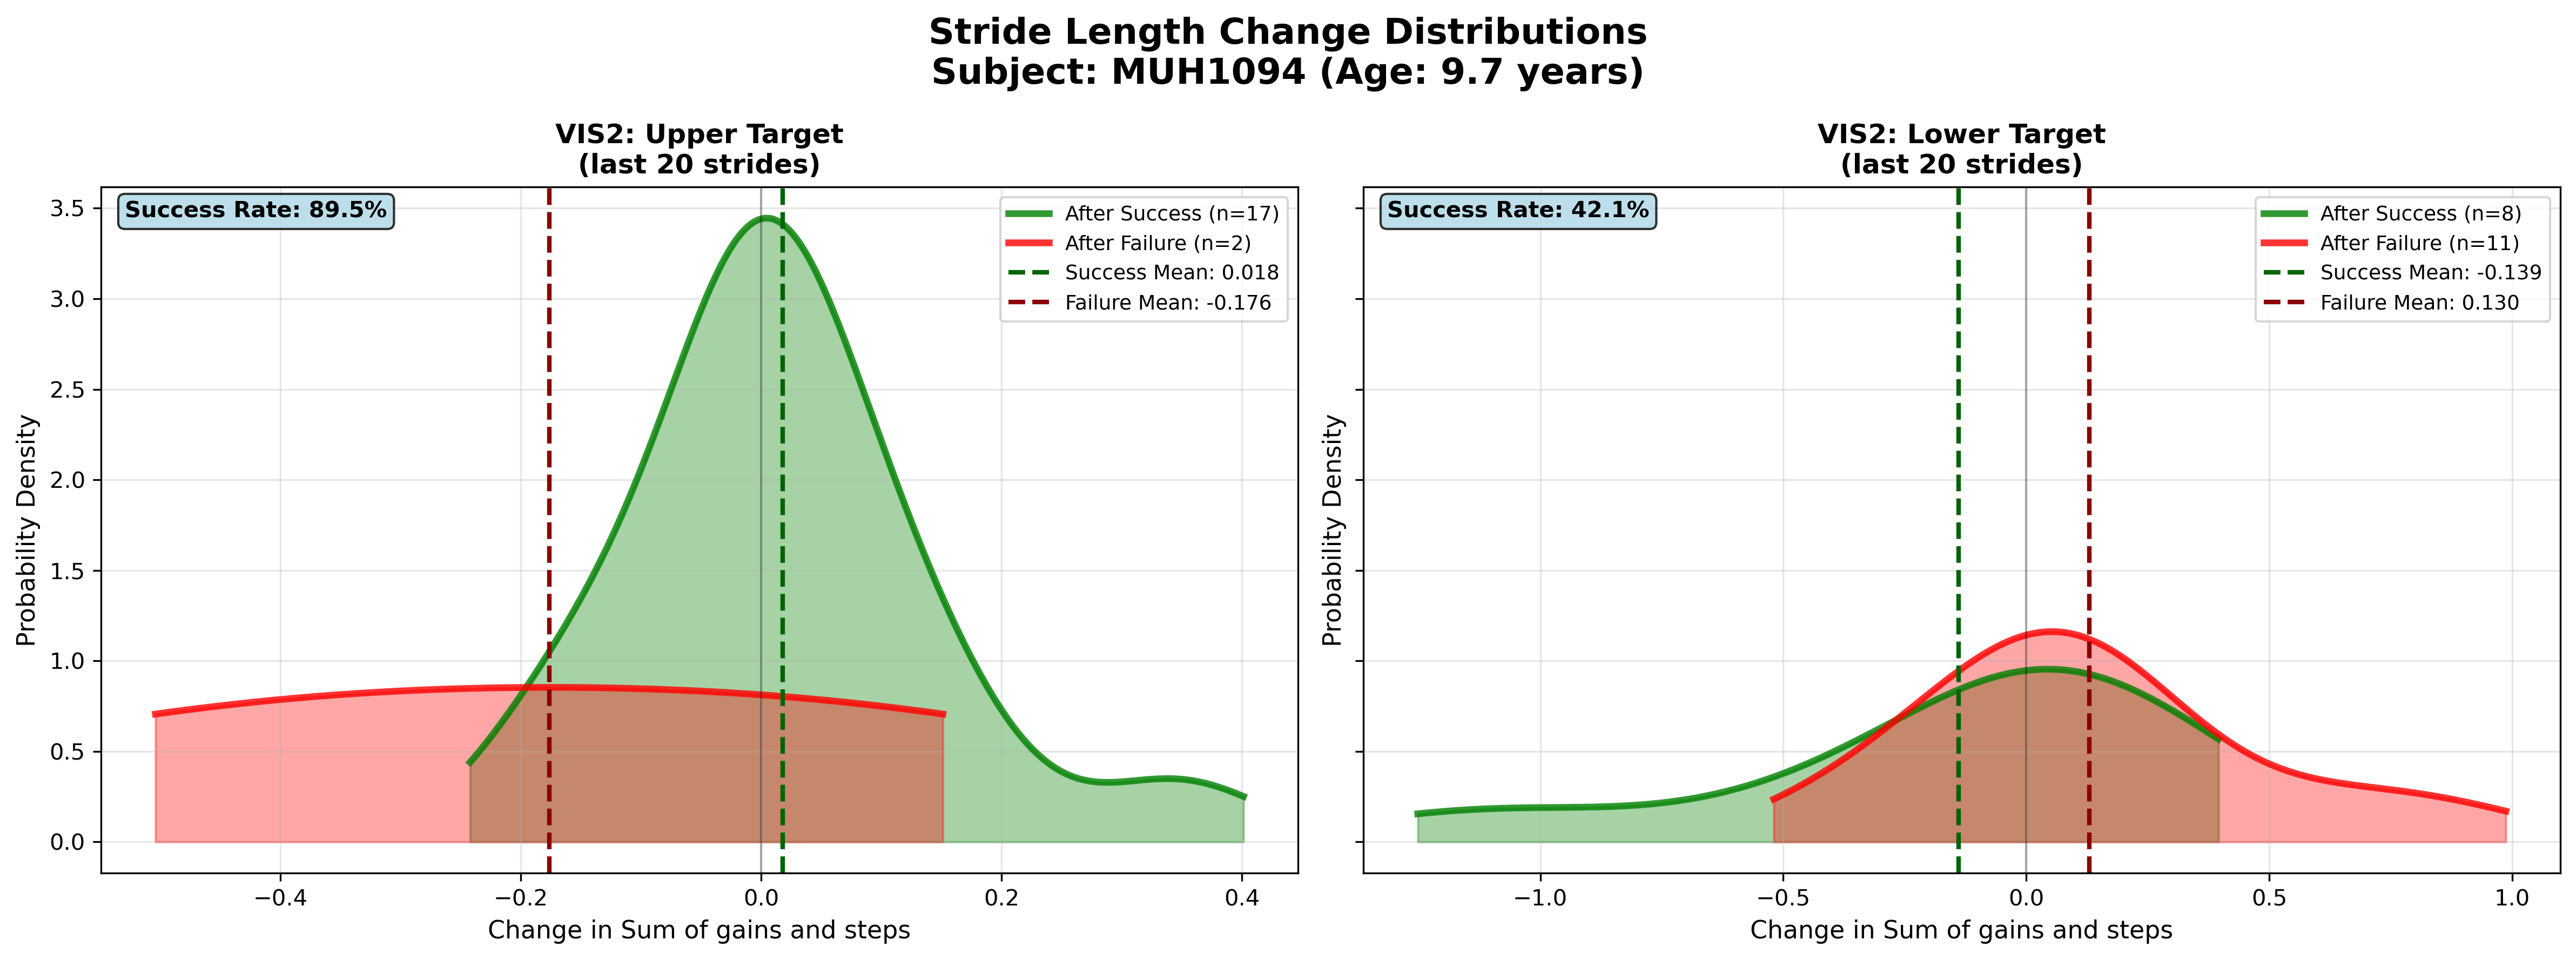 Stride Length Change Distributions
Subject: MUH1094 (Age: 9.7 years)
VIS2: Upper Target
(last 20 strides)
Success Rate: 89.5%
After Success (n=17)
After Failure (n=2)
Success Mean: 0.018
Failure Mean: -0.176
3.5
3.0
2.5
2.0
1.5
1.0
0.5
0.0
Probability Density
−0.4
−0.2
0.0
0.2
0.4
Change in Sum of gains and steps
VIS2: Lower Target
(last 20 strides)
Success Rate: 42.1%
After Success (n=8)
After Failure (n=11)
Success Mean: -0.139
Failure Mean: 0.130
Probability Density
−1.0
−0.5
0.0
0.5
1.0
Change in Sum of gains and steps